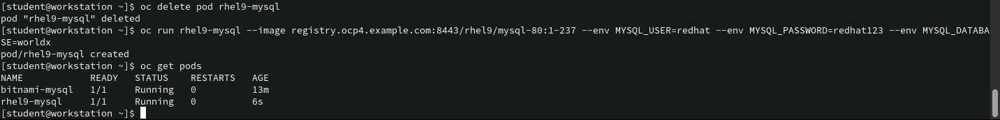 [student@workstation ~]$ oc delete pod rhel9-mysql
pod "rhel9-mysql" deleted
[student@workstation ~]$ oc run rhel9-mysql --image registry.ocp4.example.com:8443/rhel9/mysql-80:1-237 --env MYSQL_USER=redhat --env MYSQL_PASSWORD=redhat123 --env MYSQL_DATABA
SE=worldx
pod/rhel9-mysql created
[student@workstation ~]$ oc get pods
NAME            READY   STATUS    RESTARTS   AGE
bitnami-mysql   1/1     Running   0          13m
rhel9-mysql     1/1     Running   0          6s
[student@workstation ~]$